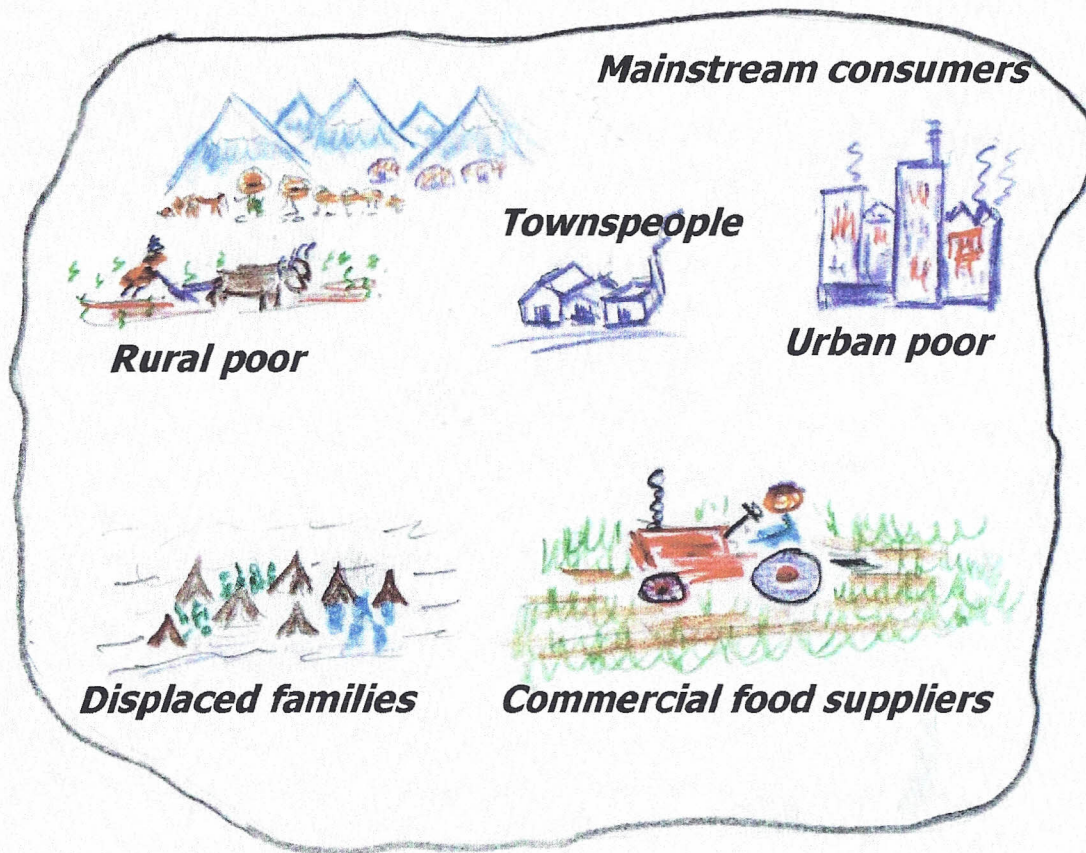 Mainstream consumers
Townspeople
Rural poor
Urban poor
Displaced families
Commercial food suppliers